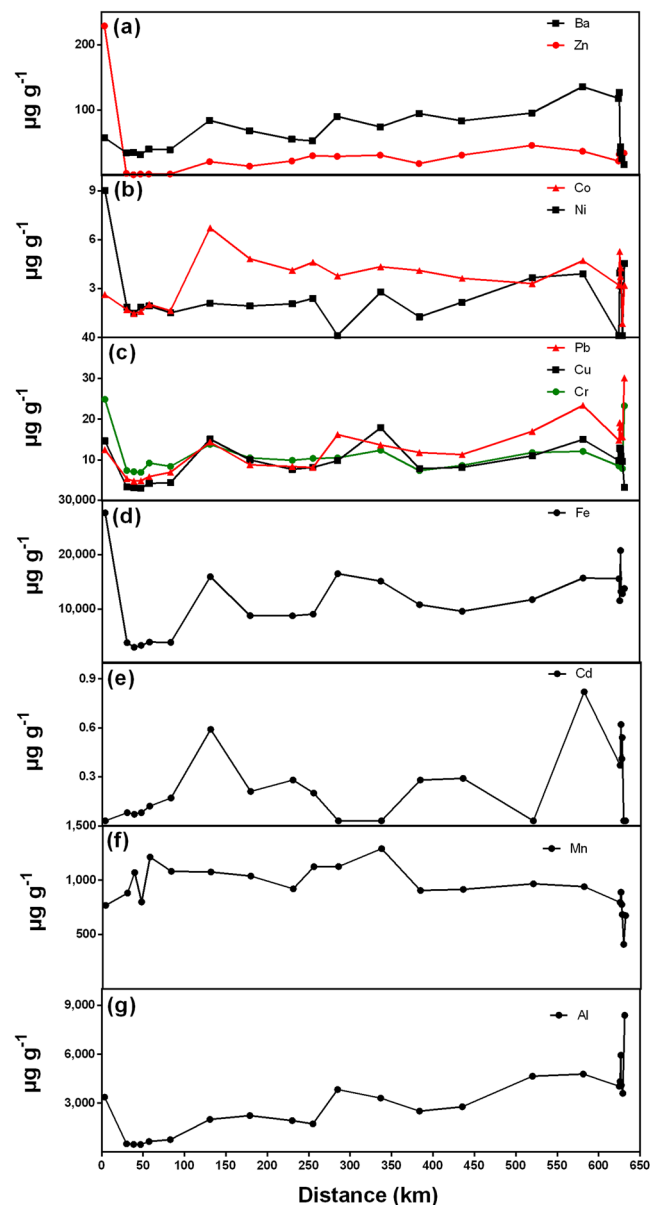 (a)
Ba
Zn
200
100
µg g-1
(b)
Co
Ni
9
6
3
µg g-1
40
(c)
Pb
Cu
Cr
30
20
10
µg g-1
30,000
(d)
Fe
20,000
10,000
µg g-1
(e)
Cd
0.9
0.6
0.3
µg g-1
1,500
(f)
Mn
1,000
500
µg g-1
(g)
Al
9,000
6,000
3,000
µg g-1
0 50 100 150 200 250 300 350 400 450 500 550 600 650
Distance (km)